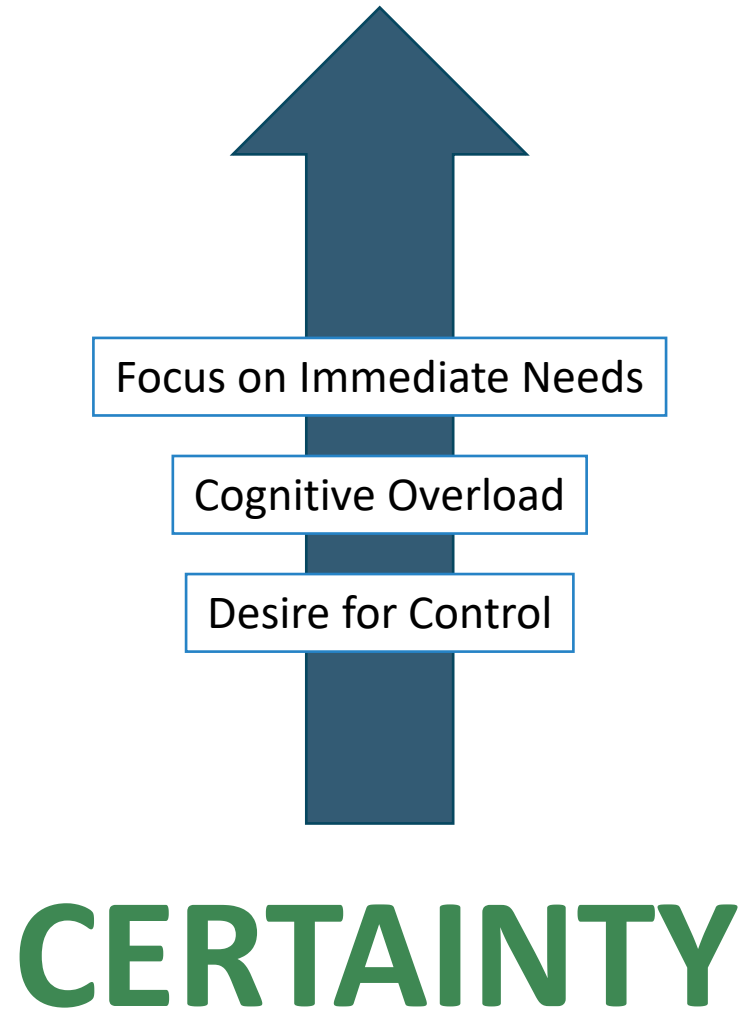 Focus on Immediate Needs
Cognitive Overload
Desire for Control
CERTAINTY